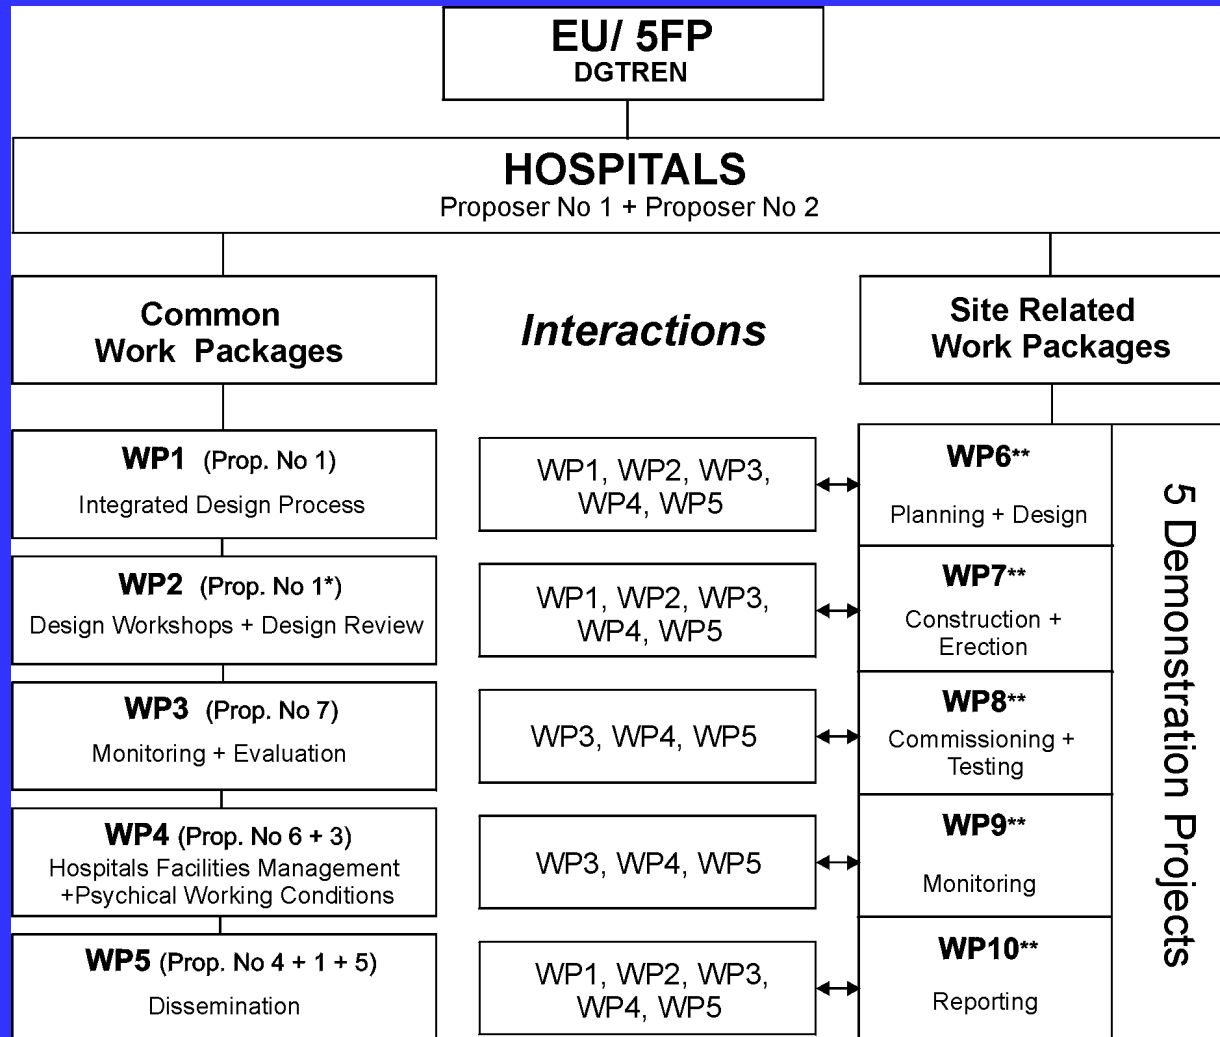 EU/ 5FP
DGTREN
HOSPITALS
Proposer No 1 + Proposer No 2
Common
Work Packages
Interactions
Site Related
Work Packages
WP1 (Prop. No 1)
Integrated Design Process
WP1, WP2, WP3,
WP4, WP5
WP6**
Planning + Design
WP2 (Prop. No 1*)
Design Workshops + Design Review
WP1, WP2, WP3,
WP4, WP5
WP7**
Construction +
Erection
WP3 (Prop. No 7)
Monitoring + Evaluation
WP3, WP4, WP5
WP8**
Commissioning +
Testing
WP4 (Prop. No 6 + 3)
Hospitals Facilities Management
+Psychical Working Conditions
WP3, WP4, WP5
WP9**
Monitoring
WP5 (Prop. No 4 + 1 + 5)
Dissemination
WP1, WP2, WP3,
WP4, WP5
WP10**
Reporting
5 Demonstration Projects